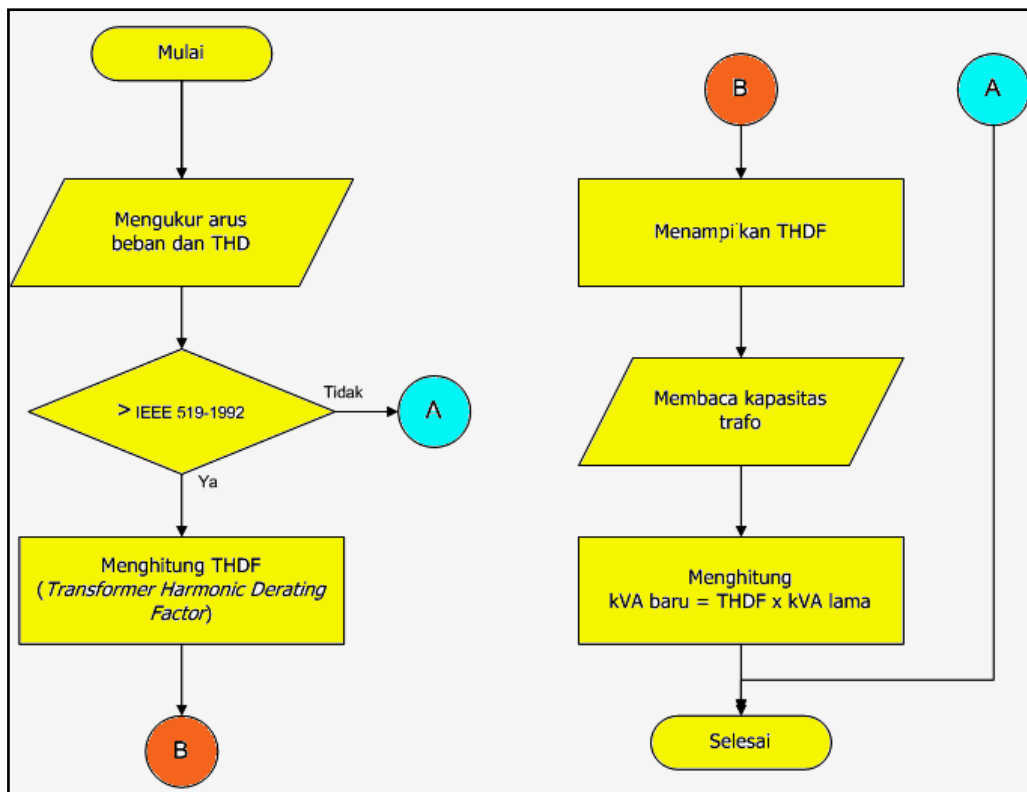 Mulai
Mengukur arus
beban dan THD
> IEEE 519-1992
Tidak
A
Ya
Menghitung THDF
(Transformer Harmonic Derating
Factor)
B
B
Menampilkan THDF
Membaca kapasitas
trafo
Menghitung
kVA baru = THDF x kVA lama
Selesai
A